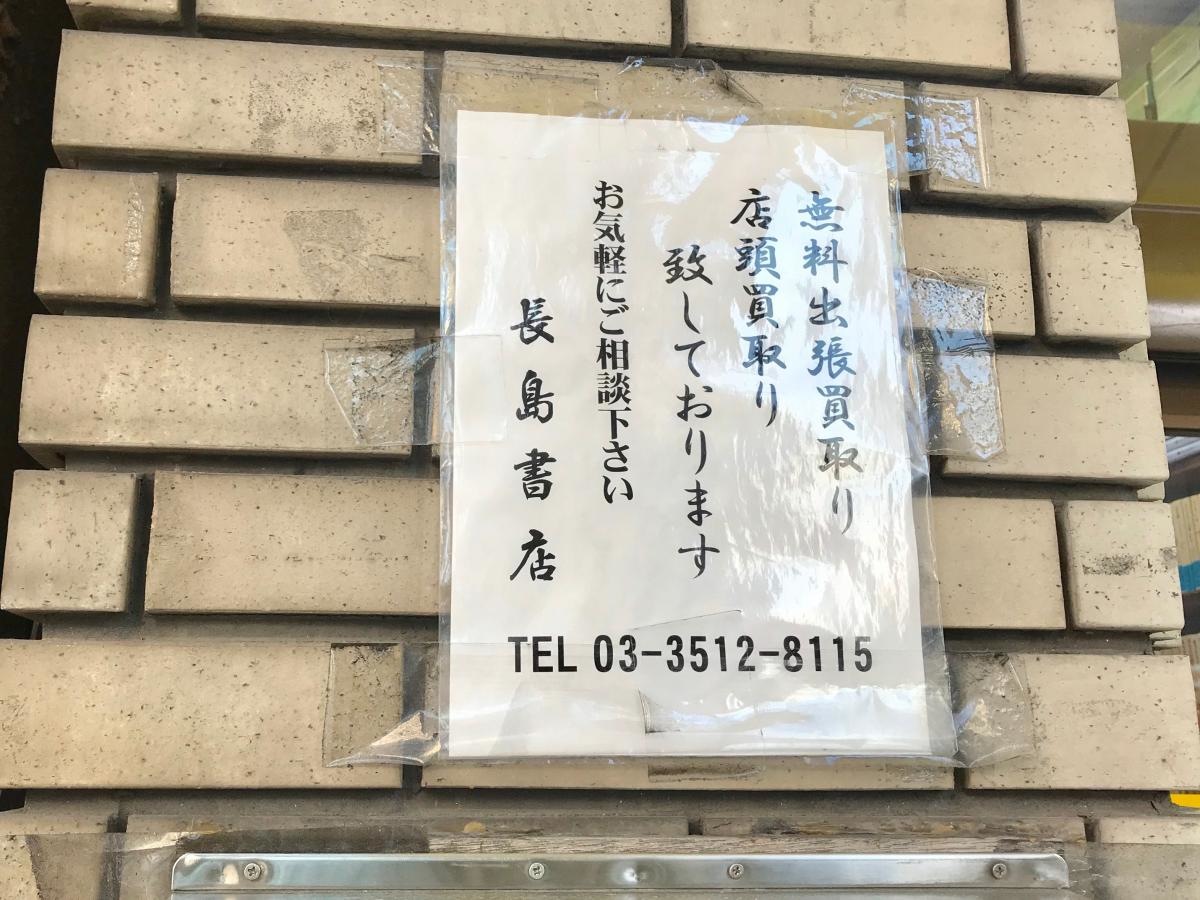 無料出張買取り
店頭買取り
致しております
お気軽にご相談下さい
長島書店
TEL 03-3512-8115